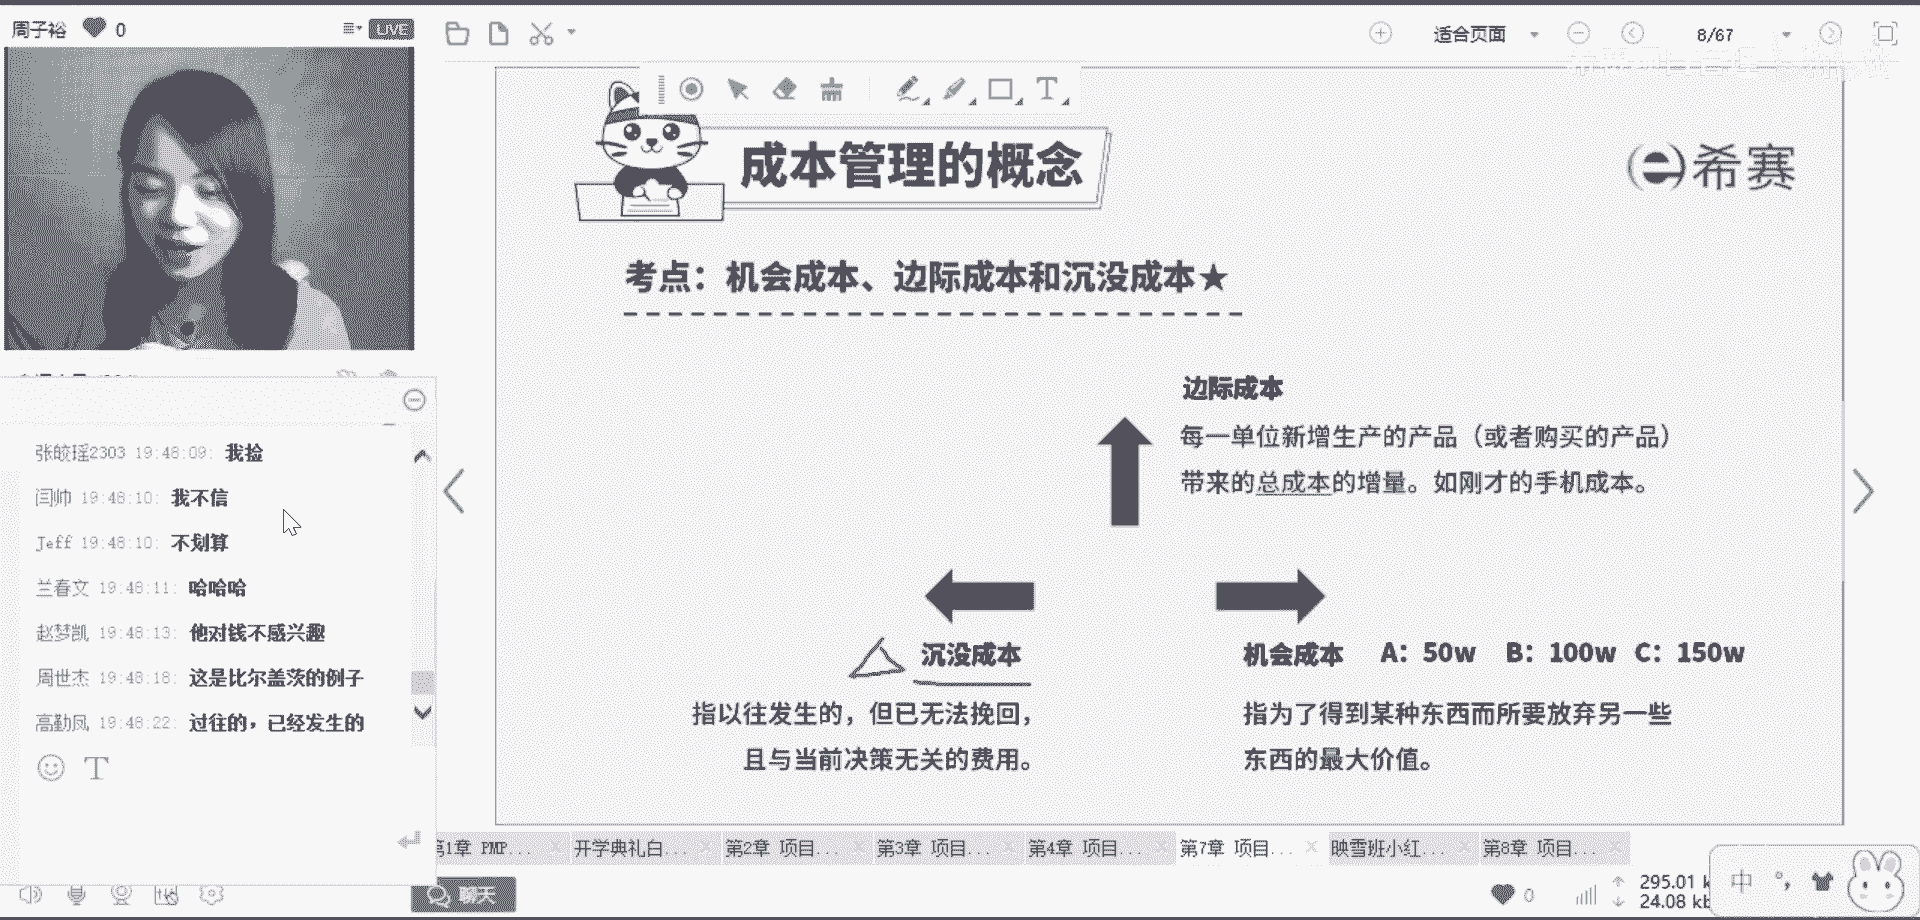 周子裕 0
LIVE
适合页面
8/67
成本管理的概念
希赛
考点：机会成本、边际成本和沉没成本★
边际成本
每一单位新增生产的产品（或者购买的产品）
带来的总成本的增量。如刚才的手机成本。
沉没成本
指以往发生的，但已无法挽回，
且与当前决策无关的费用。
机会成本 A：50w B：100w C：150w
指为了得到某种东西而所要放弃另一些
东西的最大价值。
张皎瑶2303 19:48:09: 我捡
闫帅 19:48:10: 我不信
Jeff 19:48:10: 不划算
兰春文 19:48:11: 哈哈哈
赵梦凯 19:48:13: 他对钱不感兴趣
周世杰 19:48:18: 这是比尔盖茨的例子
高勤凤 19:48:22: 过往的，已经发生的
T
第1章 PMP...
开学典礼白...
第2章 项目...
第3章 项目...
第4章 项目...
第7章 项目...
映雪班小红...
第8章 项目...
聊天
0
295.01 k
24.08 kb
中